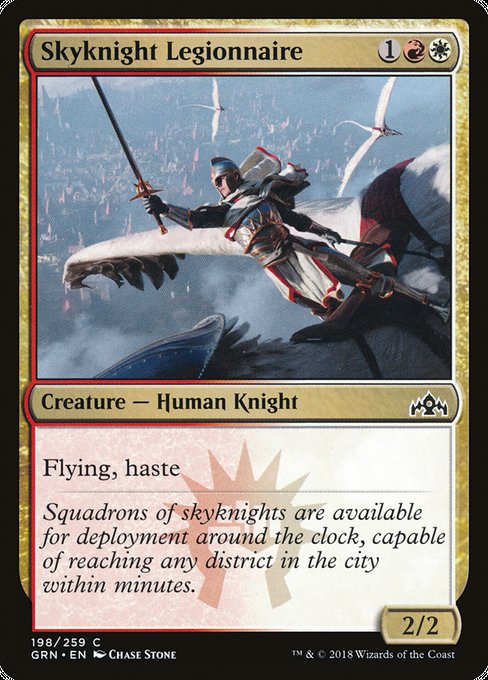 Skyknight Legionnaire 1
Creature — Human Knight
Flying, haste
Squadrons of skyknights are available
for deployment around the clock, capable
of reaching any district in the city
within minutes.
2/2
198/259 C
GRN • EN Chase Stone
™ & © 2018 Wizards of the Coast